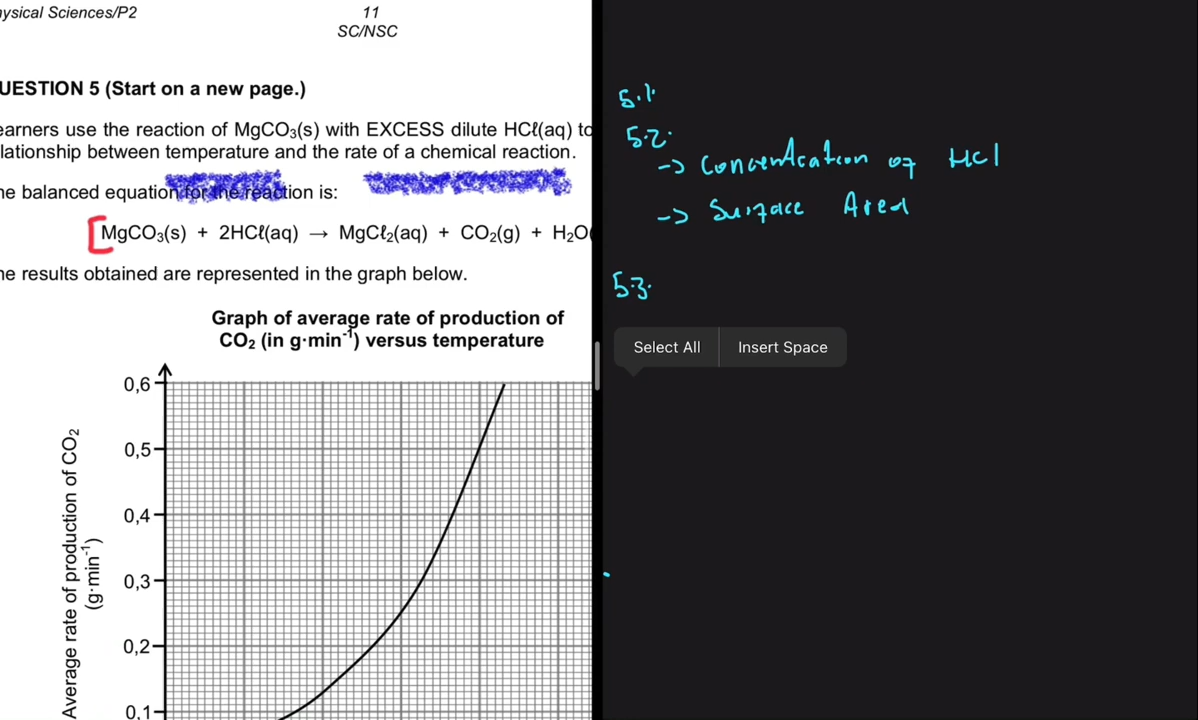 ysical Sciences/P2
11
SC/NSC
UESTION 5 (Start on a new page.)
earners use the reaction of MgCO₃(s) with EXCESS dilute HCℓ(aq) to
lationship between temperature and the rate of a chemical reaction.
ne balanced equation for the reaction is:
MgCO₃(s) + 2HCℓ(aq) → MgCℓ₂(aq) + CO₂(g) + H₂O(
ne results obtained are represented in the graph below.
Graph of average rate of production of
CO₂ (in g·min⁻¹) versus temperature
Average rate of production of CO₂
(g·min⁻¹)
0,6
0,5
0,4
0,3
0,2
0,1
5.1.
5.2.
→ Concentration of HCl
→ Surface Area
5.3.
Select All
Insert Space